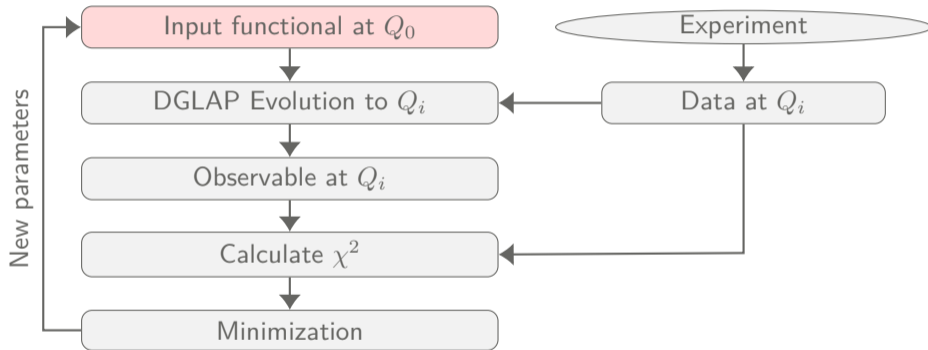 Input functional at Q₀
Experiment
DGLAP Evolution to Qᵢ
Data at Qᵢ
Observable at Qᵢ
Calculate χ²
Minimization
New parameters